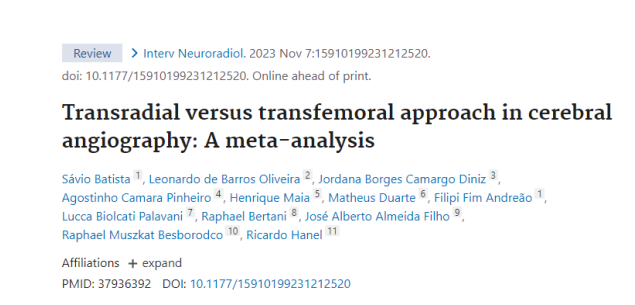 Review > Interv Neuroradiol. 2023 Nov 7:15910199231212520.
doi: 10.1177/15910199231212520. Online ahead of print.
Transradial versus transfemoral approach in cerebral
angiography: A meta-analysis
Sávio Batista 1, Leonardo de Barros Oliveira 2, Jordana Borges Camargo Diniz 3,
Agostinho Camara Pinheiro 4, Henrique Maia 5, Matheus Duarte 6, Filipi Fim Andreão 1,
Lucca Biolcati Palavani 7, Raphael Bertani 8, José Alberto Almeida Filho 9,
Raphael Muszkat Besborodco 10, Ricardo Hanel 11
Affiliations + expand
PMID: 37936392 DOI: 10.1177/15910199231212520